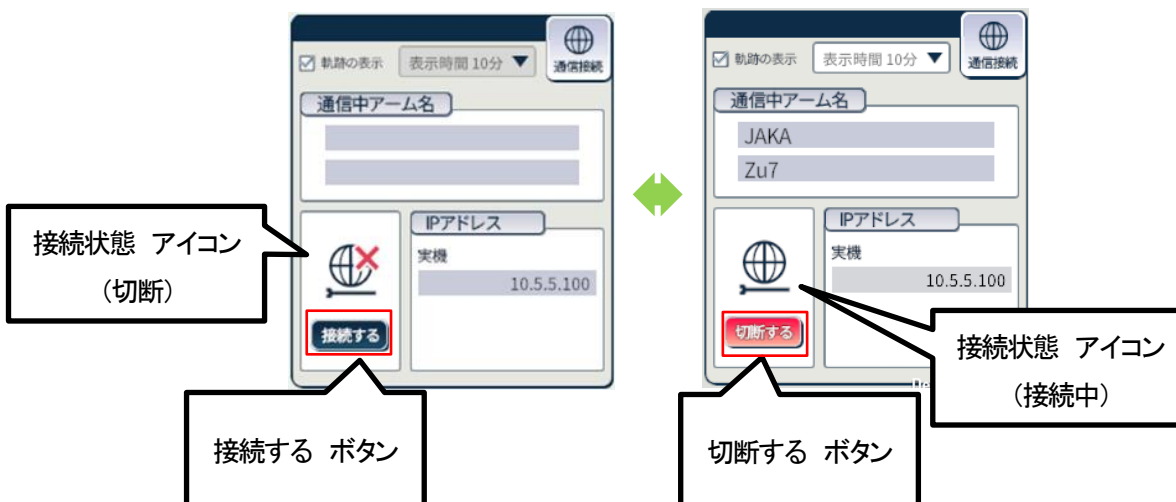 軌跡の表示
表示時間 10分
通信接続
通信中アーム名
IPアドレス
実機
10.5.5.100
接続する
接続状態 アイコン
（切断）
接続する ボタン
軌跡の表示
表示時間 10分
通信接続
通信中アーム名
JAKA
Zu7
IPアドレス
実機
10.5.5.100
切断する
接続状態 アイコン
（接続中）
切断する ボタン